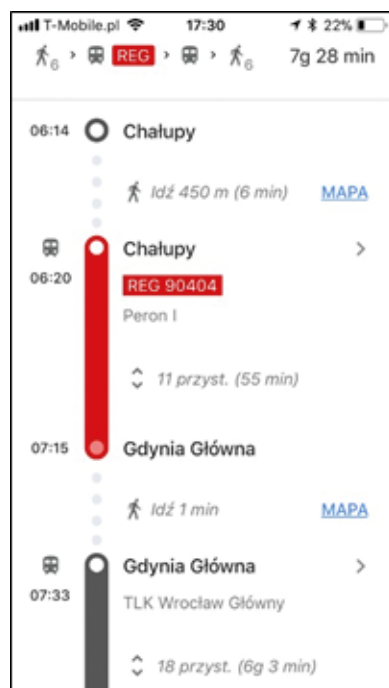 T-Mobile.pl 17:30 22%
6 REG 6 7g 28 min
06:14 Chałupy
Idź 450 m (6 min) MAPA
Chałupy
06:20 REG 90404
Peron I
11 przyst. (55 min)
07:15 Gdynia Główna
Idź 1 min MAPA
Gdynia Główna
07:33 TLK Wrocław Główny
18 przyst. (6g 3 min)